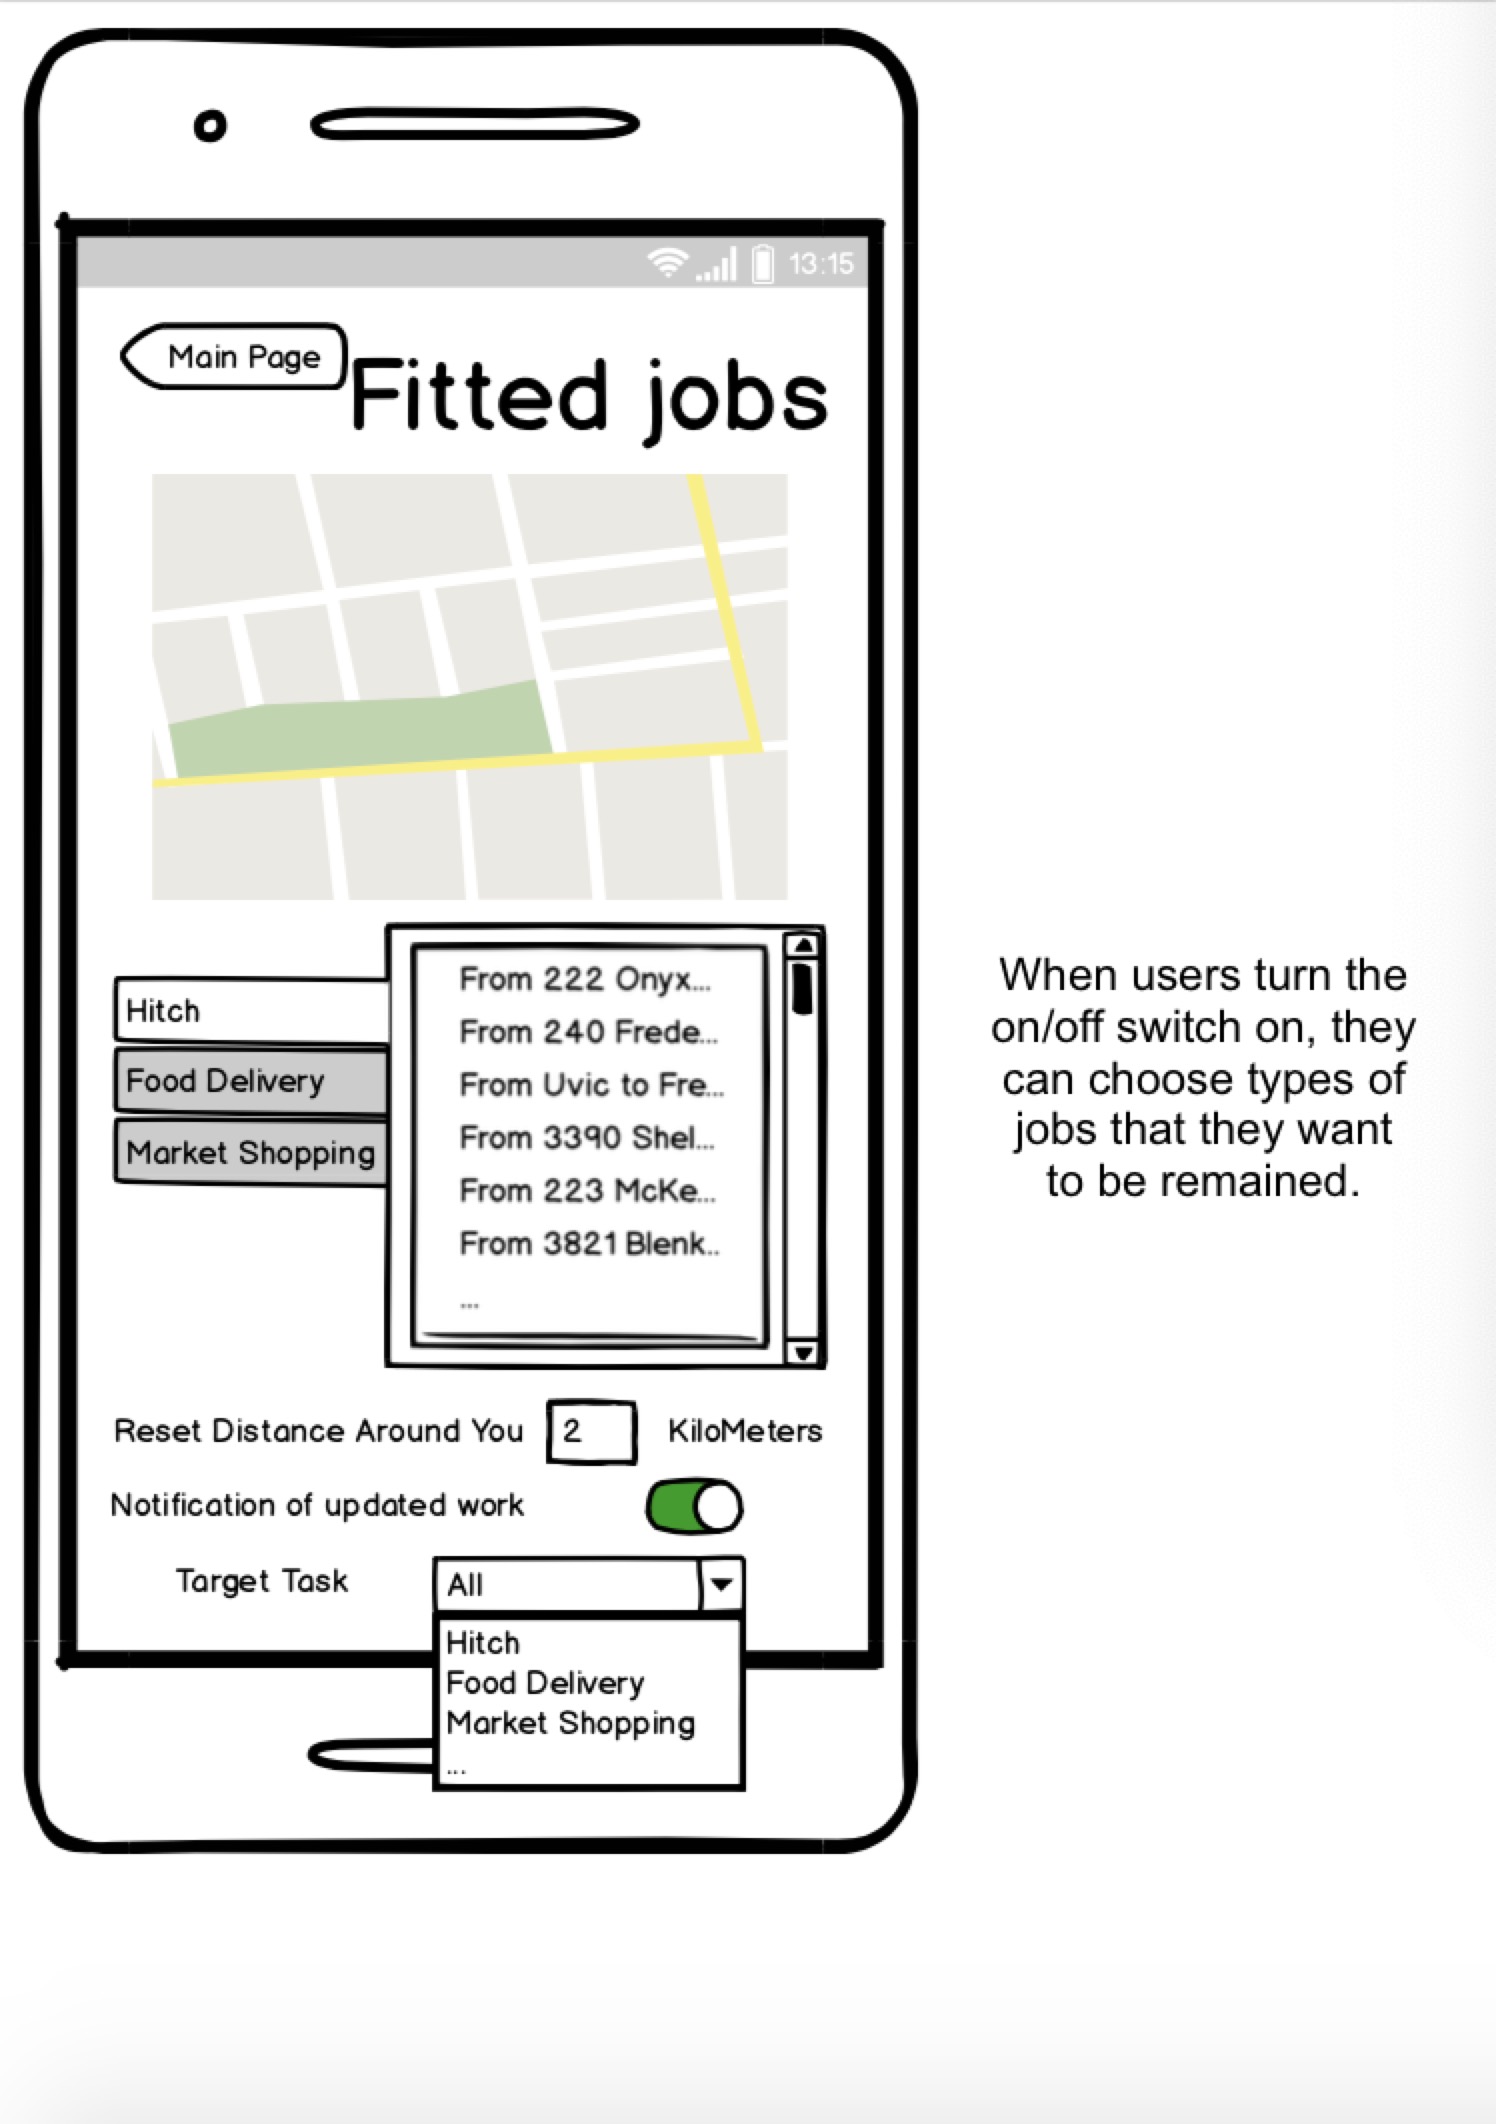 13:15
Main Page
Fitted jobs
Hitch
Food Delivery
Market Shopping
From 222 Onyx...
From 240 Frede...
From Uvic to Fre...
From 3390 Shel...
From 223 McKe...
From 3821 Blenk..
...
When users turn the
on/off switch on, they
can choose types of
jobs that they want
to be remained.
Reset Distance Around You 2 KiloMeters
Notification of updated work
Target Task All
Hitch
Food Delivery
Market Shopping
...